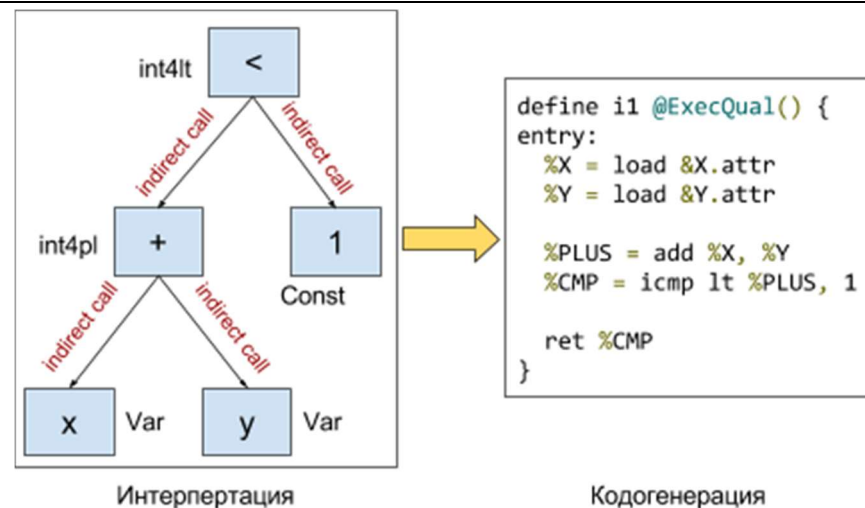 int4lt
<
indirect call
indirect call
int4pl
+
1
Const
indirect call
indirect call
x
Var
y
Var
Интерпертация
define i1 @ExecQual() {
entry:
%X = load &X.attr
%Y = load &Y.attr
%PLUS = add %X, %Y
%CMP = icmp lt %PLUS, 1
ret %CMP
}
Кодогенерация